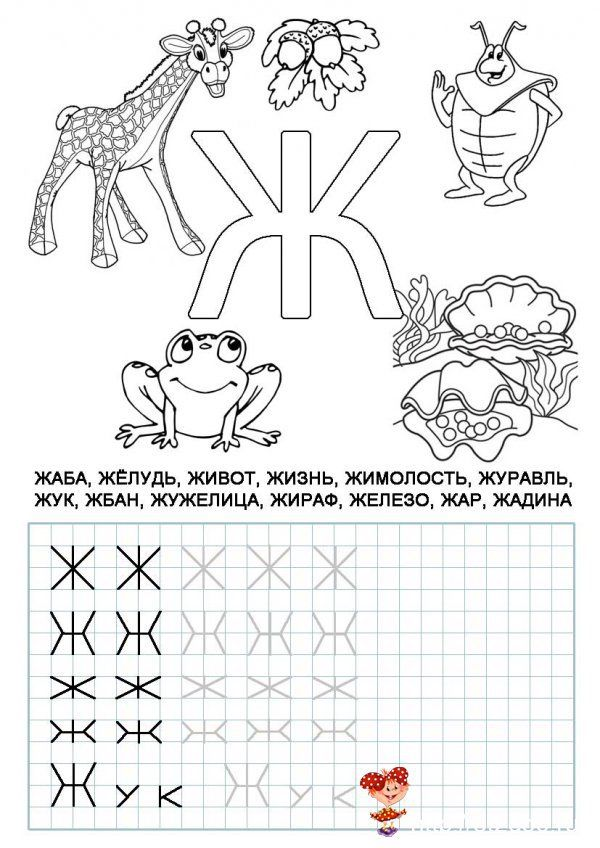 Ж
ЖАБА, ЖЁЛУДЬ, ЖИВОТ, ЖИЗНЬ, ЖИМОЛОСТЬ, ЖУРАВЛЬ,
ЖУК, ЖБАН, ЖУЖЕЛИЦА, ЖИРАФ, ЖЕЛЕЗО, ЖАР, ЖАДИНА
Ж Ж Ж Ж Ж
Ж Ж Ж Ж Ж
ж ж ж ж ж
ж ж ж ж ж
Жук Жук